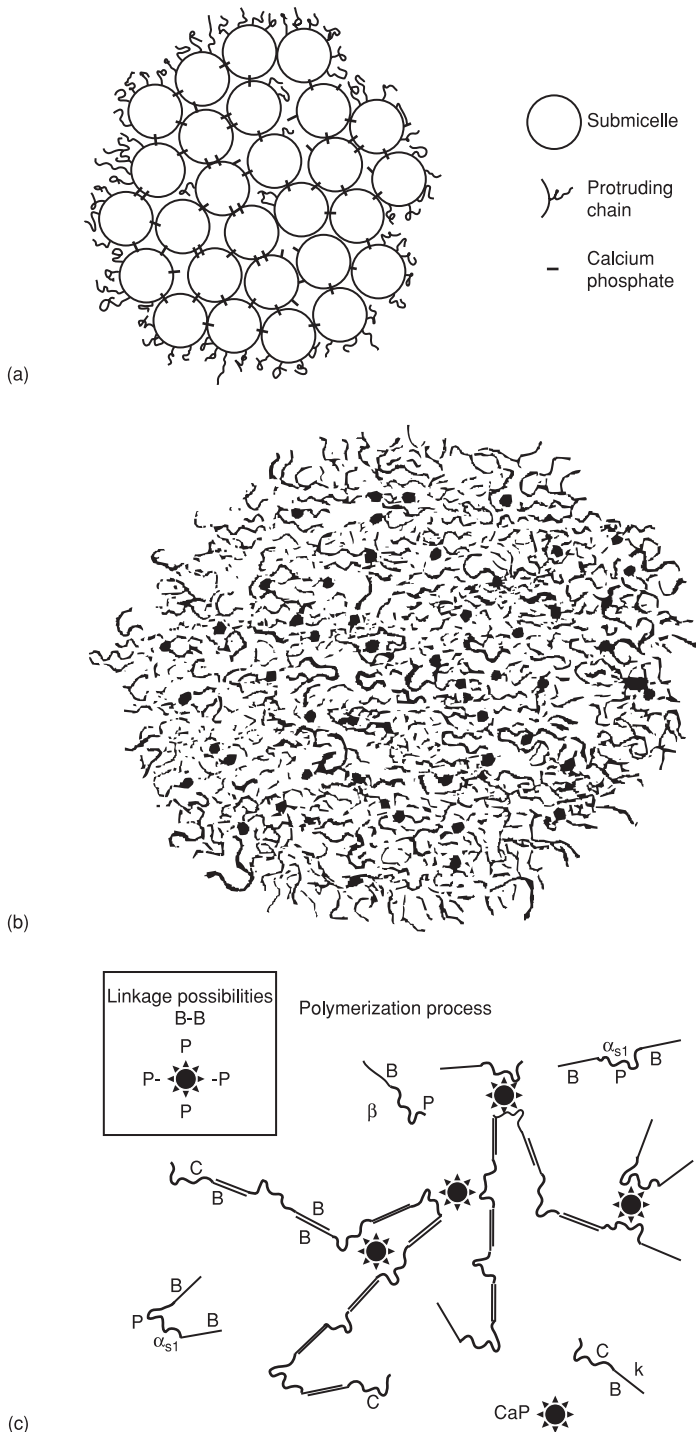 Submicelle
Protruding
chain
Calcium
phosphate
(a)
(b)
Linkage possibilities
B-B
P
P- -P
P
Polymerization process
B
β
P
αs1
B
P
B
C
B
B
B
B
P
B
αs1
C
C
k
B
CaP
(c)